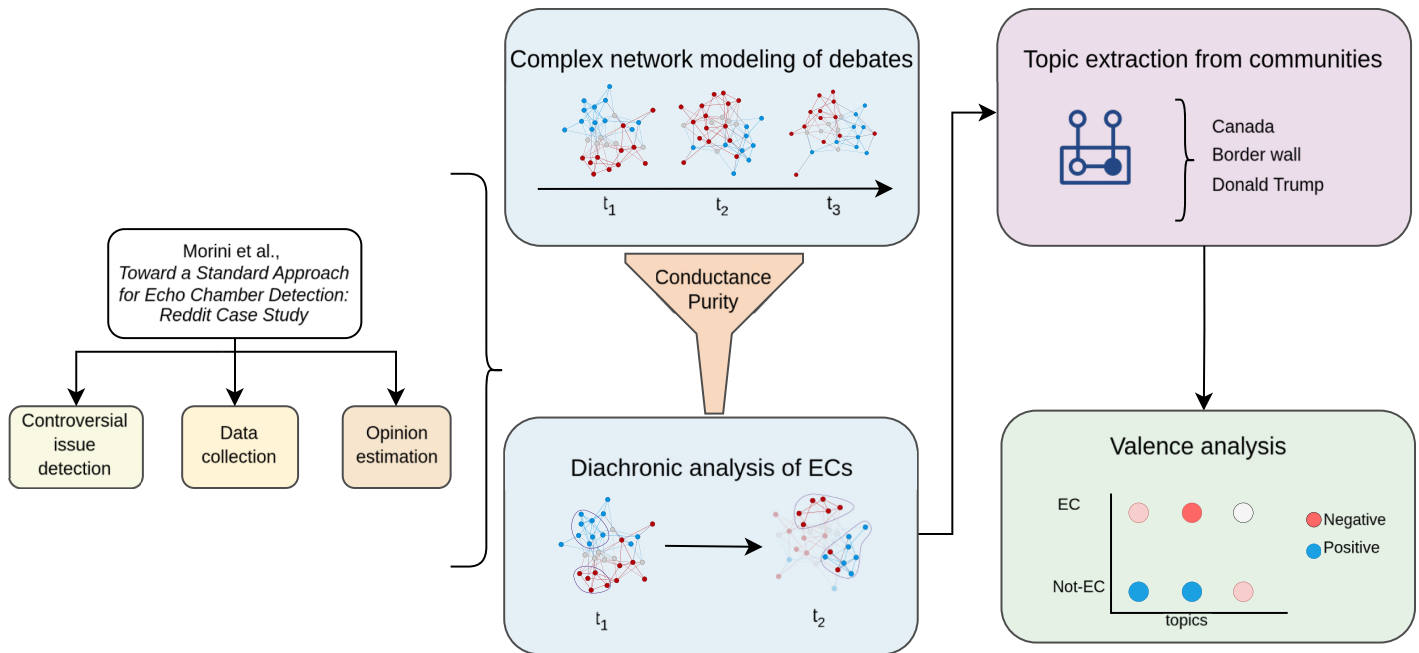 Morini et al.,
Toward a Standard Approach
for Echo Chamber Detection:
Reddit Case Study
Controversial
issue
detection
Data
collection
Opinion
estimation
Complex network modeling of debates
t1
t2
t3
Conductance
Purity
Diachronic analysis of ECs
t1
t2
Topic extraction from communities
Canada
Border wall
Donald Trump
Valence analysis
EC
Not-EC
topics
Negative
Positive